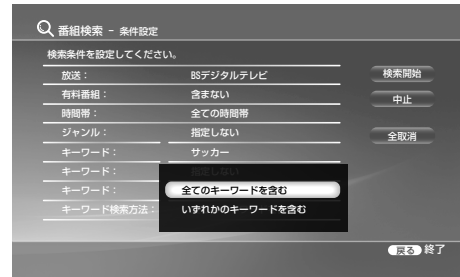 番組検索 - 条件設定
検索条件を設定してください。
放送： BSデジタルテレビ
有料番組： 含まない
時間帯： 全ての時間帯
ジャンル： 指定しない
キーワード： サッカー
キーワード： 指定しない
キーワード：
全てのキーワードを含む
キーワード検索方法：
いずれかのキーワードを含む
検索開始
中止
全取消
戻る 終了